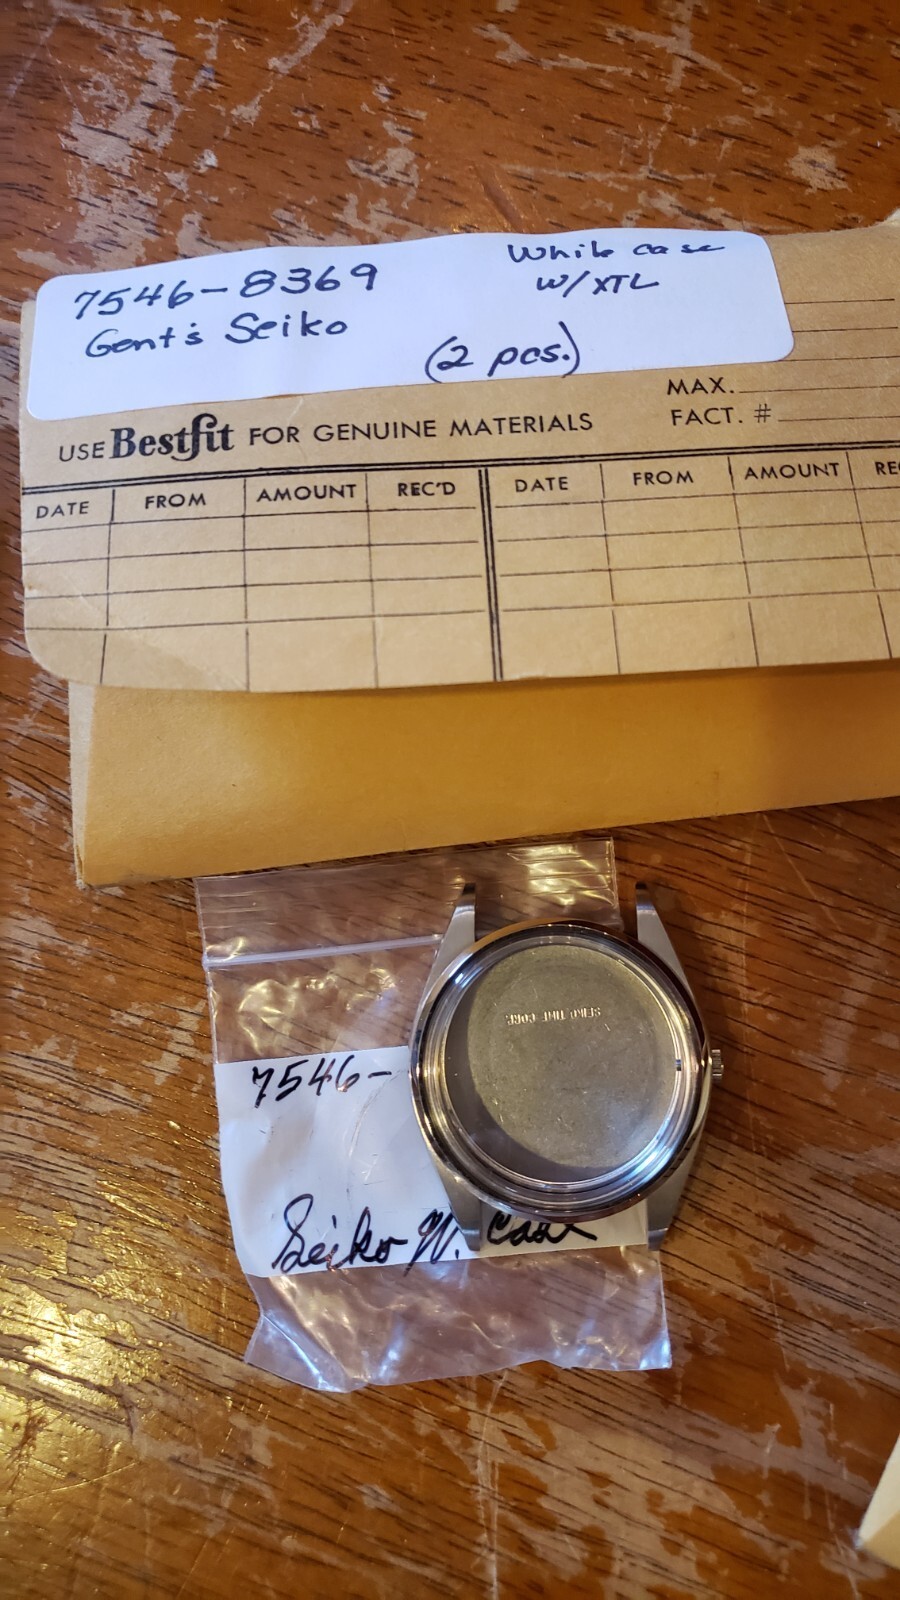 7546-8369
Gent's Seiko
White case
w/XTL
(2 pcs.)
MAX.
FACT. #
USE Bestfit FOR GENUINE MATERIALS
DATE FROM AMOUNT REC'D DATE FROM AMOUNT
SEIKO TIME CORP.
7546-
Seiko W. Case